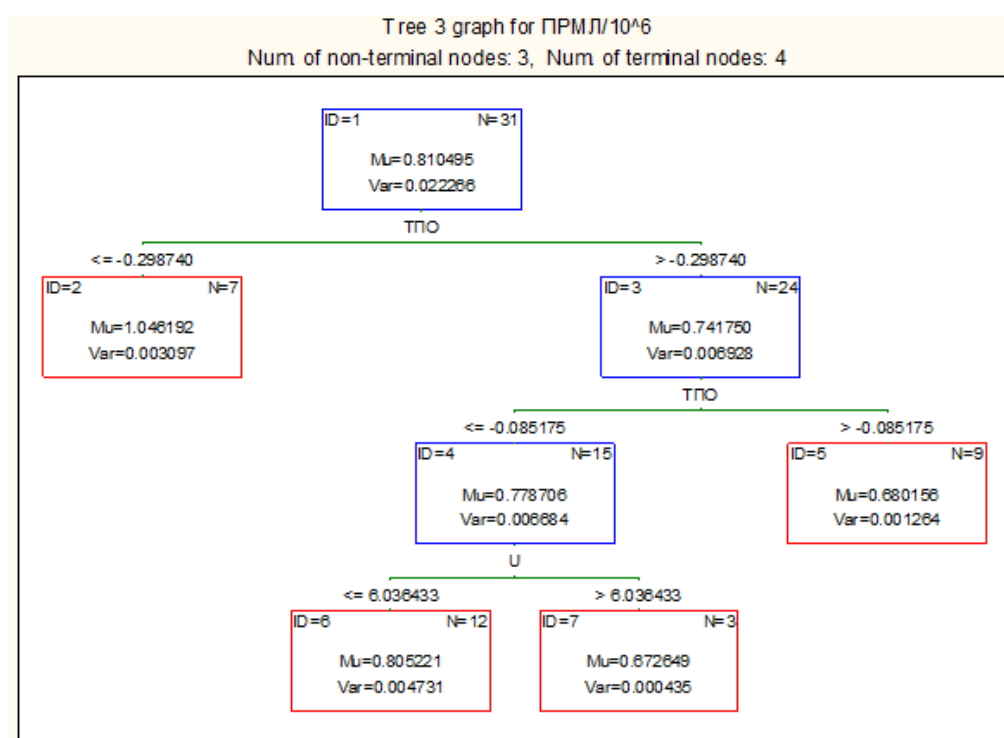 Tree 3 graph for ПРМЛ/10^6
Num. of non-terminal nodes: 3, Num. of terminal nodes: 4
ID=1 N=31
Mu=0.810495
Var=0.022266
ТПО
<= -0.298740 > -0.298740
ID=2 N=7
Mu=1.046192
Var=0.003097
ID=3 N=24
Mu=0.741750
Var=0.006928
ТПО
<= -0.085175 > -0.085175
ID=4 N=15
Mu=0.778706
Var=0.006684
ID=5 N=9
Mu=0.680156
Var=0.001264
U
<= 6.036433 > 6.036433
ID=6 N=12
Mu=0.805221
Var=0.004731
ID=7 N=3
Mu=0.672649
Var=0.000435